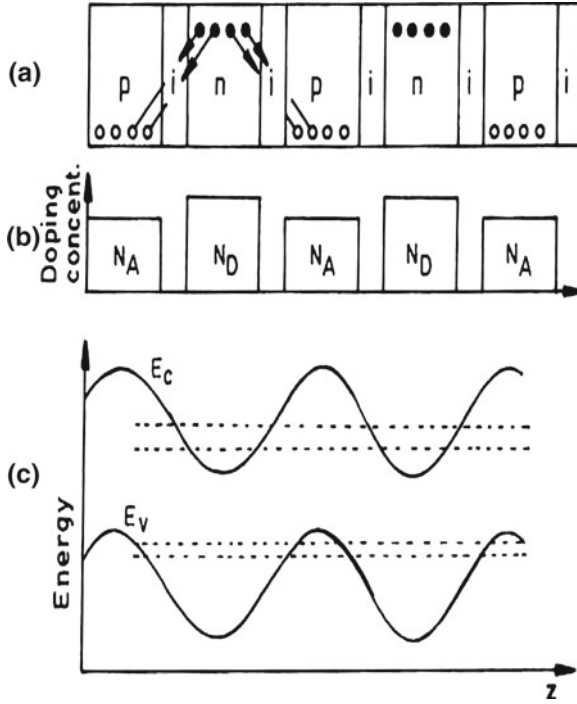 (a)
p i n i p i n i p i
(b)
Doping
concent.
N_A N_D N_A N_D N_A
(c)
Energy
E_C
E_V
z